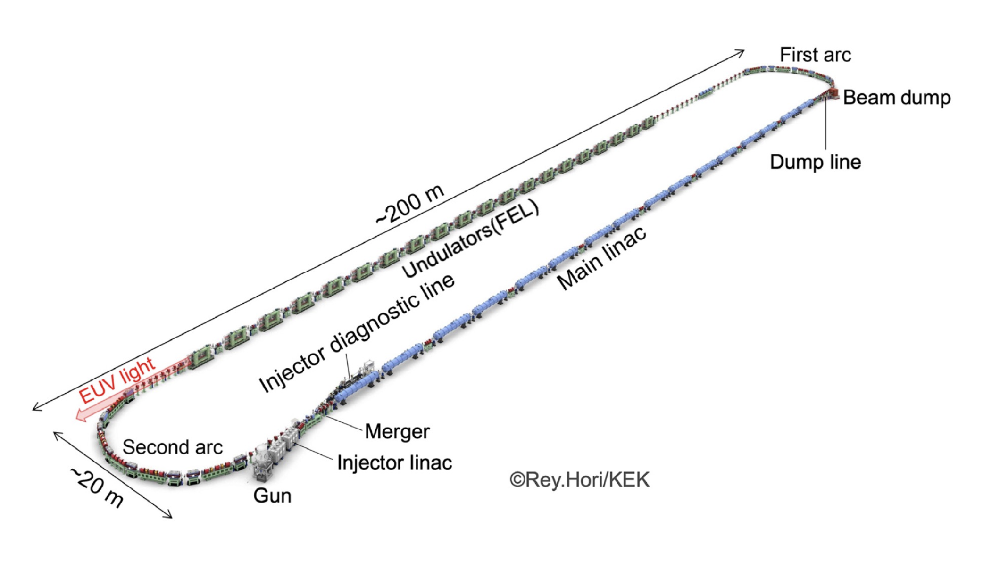 First arc
Beam dump
Dump line
~200 m
Undulators(FEL)
Main linac
Injector diagnostic line
EUV light
Merger
Second arc
Injector linac
~20 m
Gun
©Rey.Hori/KEK